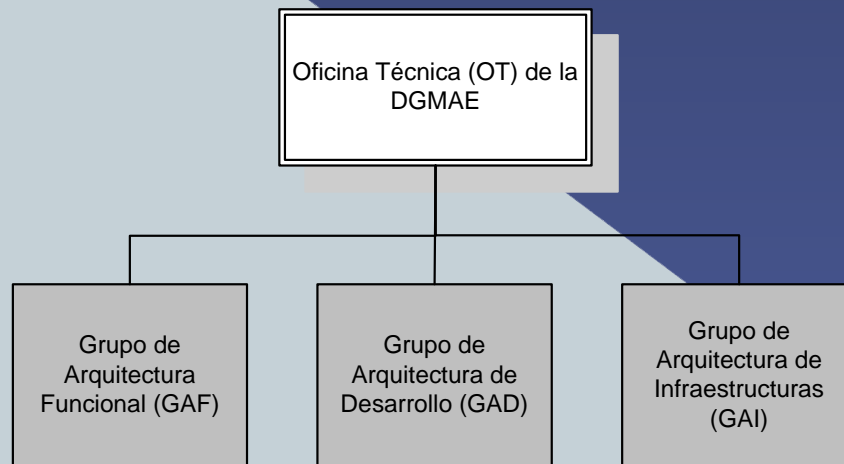 Oficina Técnica (OT) de la
DGMAE
Grupo de
Arquitectura
Funcional (GAF)
Grupo de
Arquitectura de
Desarrollo (GAD)
Grupo de
Arquitectura de
Infraestructuras
(GAI)